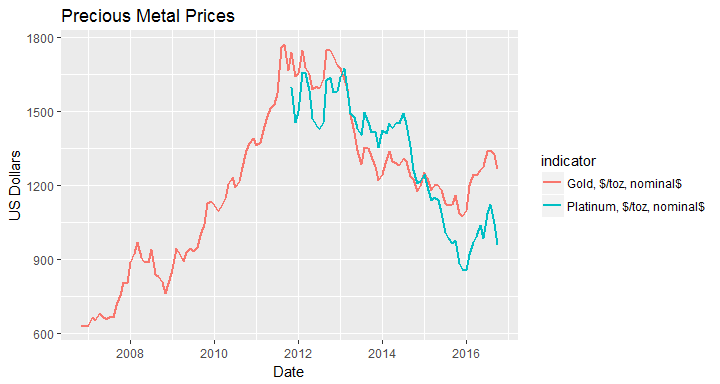 Precious Metal Prices
US Dollars
1800
1500
1200
900
600
2008 2010 2012 2014 2016
Date
indicator
Gold, $/toz, nominal$
Platinum, $/toz, nominal$